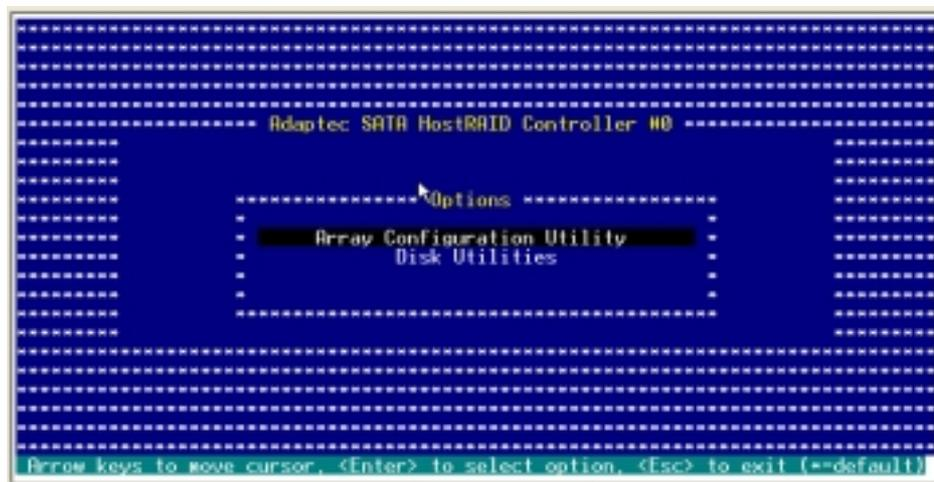 Adaptec SATA HostRAID Controller #0
Options
Array Configuration Utility
Disk Utilities
Arrow keys to move cursor, <Enter> to select option, <Esc> to exit (*=default)